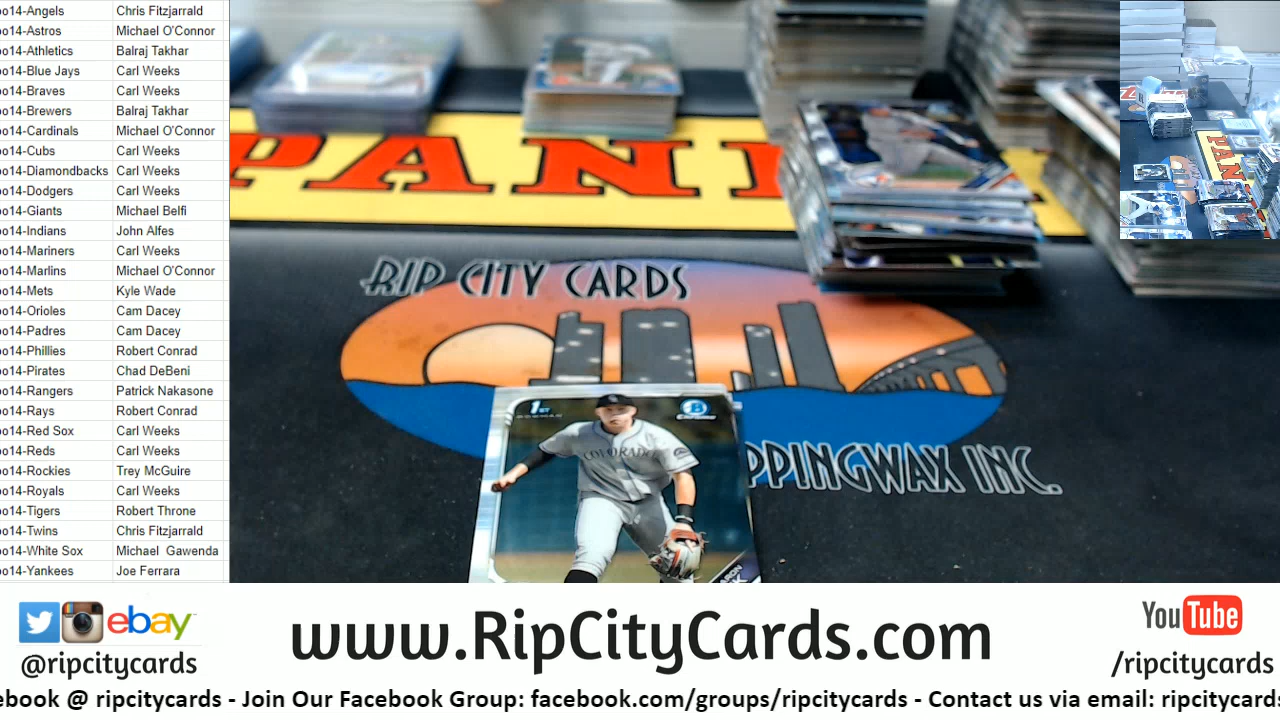 oo14-Angels Chris Fitzjarrald
oo14-Astros Michael O'Connor
oo14-Athletics Balraj Takhar
oo14-Blue Jays Carl Weeks
oo14-Braves Carl Weeks
oo14-Brewers Balraj Takhar
oo14-Cardinals Michael O'Connor
oo14-Cubs Carl Weeks
oo14-Diamondbacks Carl Weeks
oo14-Dodgers Carl Weeks
oo14-Giants Michael Belfi
oo14-Indians John Alfes
oo14-Mariners Carl Weeks
oo14-Marlins Michael O'Connor
oo14-Mets Kyle Wade
oo14-Orioles Cam Dacey
oo14-Padres Cam Dacey
oo14-Phillies Robert Conrad
oo14-Pirates Chad DeBeni
oo14-Rangers Patrick Nakasone
oo14-Rays Robert Conrad
oo14-Red Sox Carl Weeks
oo14-Reds Carl Weeks
oo14-Rockies Trey McGuire
oo14-Royals Carl Weeks
oo14-Tigers Robert Throne
oo14-Twins Chris Fitzjarrald
oo14-White Sox Michael Gawenda
oo14-Yankees Joe Ferrara
PANI
PANI
RIP CITY CARDS
PPINGWAX INC.
1ST
BOWMAN
B
CHROME
COLORADO
ebay
@ripcitycards
www.RipCityCards.com
YouTube
/ripcitycards
ebook @ ripcitycards - Join Our Facebook Group: facebook.com/groups/ripcitycards - Contact us via email: ripcitycards